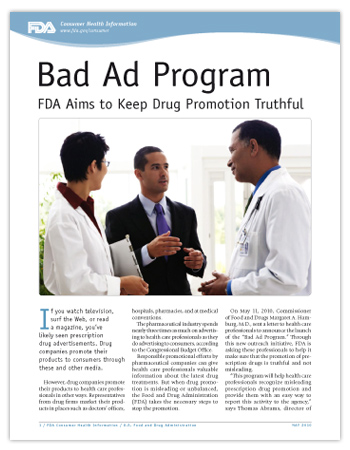 FDA Consumer Health Information
www.fda.gov/consumer
Bad Ad Program
FDA Aims to Keep Drug Promotion Truthful
If you watch television,
surf the Web, or read
a magazine, you've
likely seen prescription
drug advertisements. Drug
companies promote their
products to consumers through
these and other media.
However, drug companies promote
their products to health care profes-
sionals in other ways. Representatives
from drug firms market their prod-
ucts in places such as doctors' offices,
hospitals, pharmacies, and at medical
conventions.
The pharmaceutical industry spends
nearly three times as much on advertis-
ing to health care professionals as they
do advertising to consumers, according
to the Congressional Budget Office.
Responsible promotional efforts by
pharmaceutical companies can give
health care professionals valuable
information about the latest drug
treatments. But when drug promo-
tion is misleading or unbalanced,
the Food and Drug Administration
(FDA) takes the necessary steps to
stop the promotion.
On May 11, 2010, Commissioner
of Food and Drugs Margaret A. Ham-
burg, M.D., sent a letter to health care
professionals to announce the launch
of the "Bad Ad Program." Through
this new outreach initiative, FDA is
asking these professionals to help it
make sure that the promotion of pre-
scription drugs is truthful and not
misleading.
"This program will help health care
professionals recognize misleading
prescription drug promotion and
provide them with an easy way to
report this activity to the agency,"
says Thomas Abrams, director of
1 / FDA Consumer Health Information / U.S. Food and Drug Administration
MAY 2010